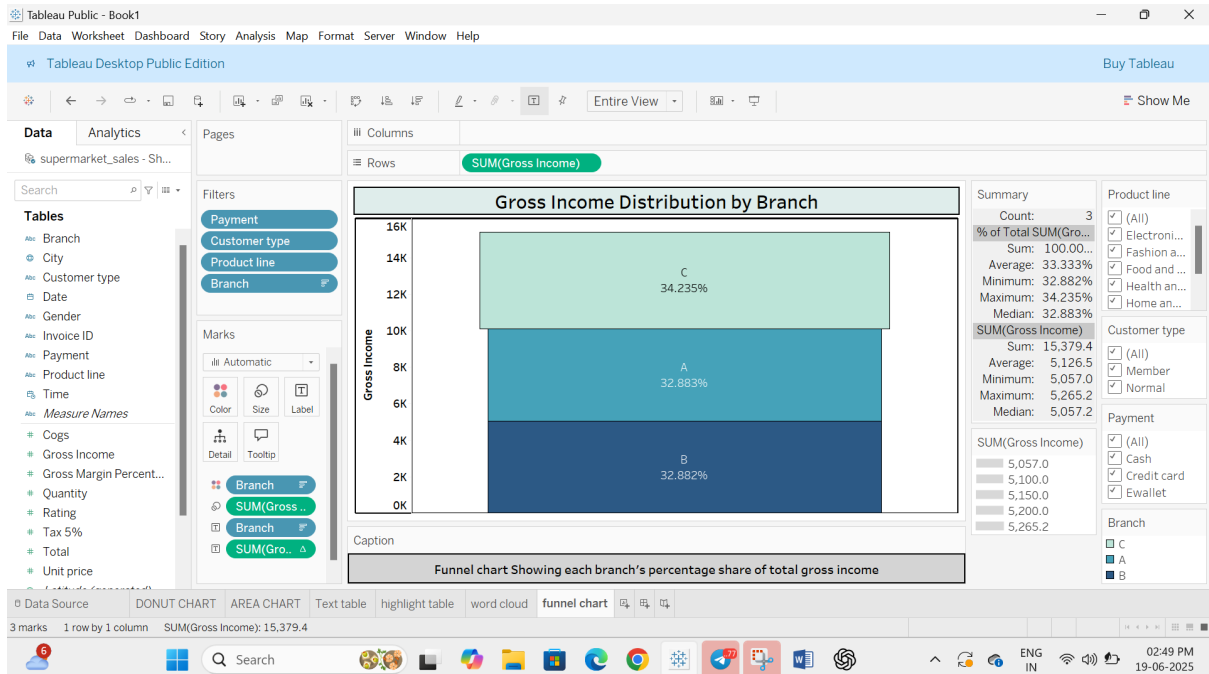 Tableau Public - Book1
File Data Worksheet Dashboard Story Analysis Map Format Server Window Help
Tableau Desktop Public Edition
Buy Tableau
Entire View
Show Me
Data
Analytics
supermarket_sales - Sh...
Search
Tables
Abc Branch
City
Abc Customer type
Date
Abc Gender
Abc Invoice ID
Abc Payment
Abc Product line
Time
Abc Measure Names
# Cogs
# Gross Income
# Gross Margin Percent...
# Quantity
# Rating
# Tax 5%
# Total
# Unit price
Pages
Filters
Payment
Customer type
Product line
Branch
Marks
Automatic
Color
Size
Label
Detail
Tooltip
Branch
SUM(Gross ..
Branch
SUM(Gro.. Δ
Columns
Rows
SUM(Gross Income)
Gross Income Distribution by Branch
Gross Income
16K
14K
12K
10K
8K
6K
4K
2K
0K
C
34.235%
A
32.883%
B
32.882%
Caption
Funnel chart Showing each branch's percentage share of total gross income
Summary
Count: 3
% of Total SUM(Gro...
Sum: 100.00...
Average: 33.333%
Minimum: 32.882%
Maximum: 34.235%
Median: 32.883%
SUM(Gross Income)
Sum: 15,379.4
Average: 5,126.5
Minimum: 5,057.0
Maximum: 5,265.2
Median: 5,057.2
SUM(Gross Income)
5,057.0
5,100.0
5,150.0
5,200.0
5,265.2
Product line
(All)
Electroni...
Fashion a...
Food and ...
Health an...
Home an...
Customer type
(All)
Member
Normal
Payment
(All)
Cash
Credit card
Ewallet
Branch
C
A
B
Data Source
DONUT CHART
AREA CHART
Text table
highlight table
word cloud
funnel chart
3 marks 1 row by 1 column SUM(Gross Income): 15,379.4
6
Search
77
ENG
IN
02:49 PM
19-06-2025